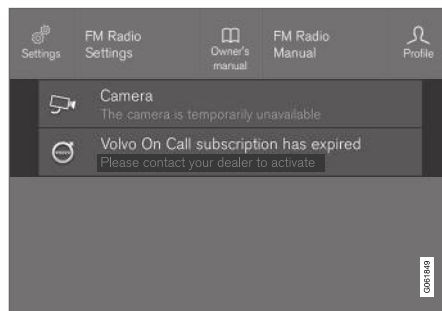 Settings
FM Radio
Settings
Owner's
manual
FM Radio
Manual
Profile
Camera
The camera is temporarily unavailable
Volvo On Call subscription has expired
Please contact your dealer to activate
G061849